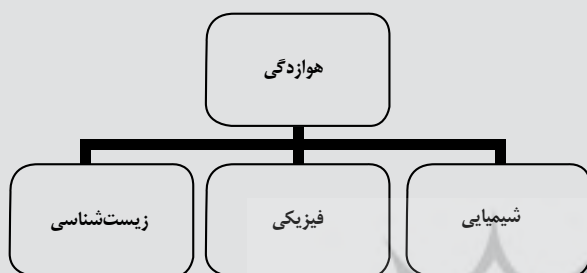 هوازدگی
شیمیایی
فیزیکی
زیست‌شناسی